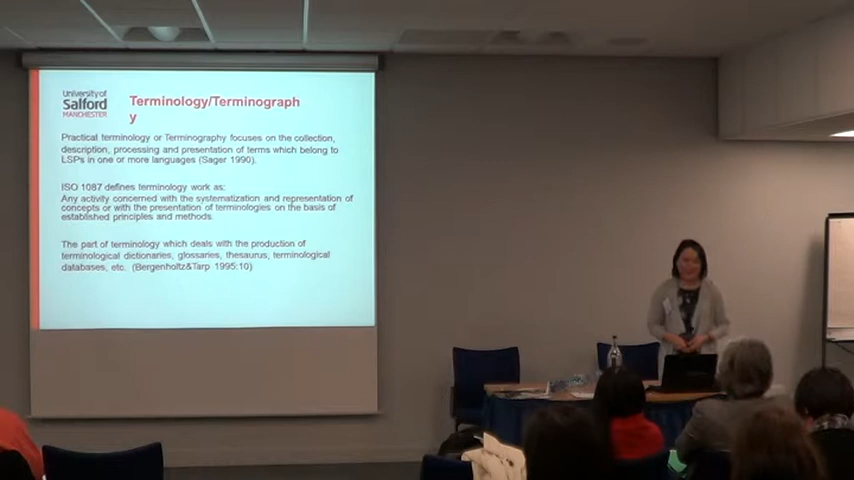 University of
Salford
MANCHESTER
Terminology/Terminograph
y
Practical terminology or Terminography focuses on the collection,
description, processing and presentation of terms which belong to
LSPs in one or more languages (Sager 1990).
ISO 1087 defines terminology work as:
Any activity concerned with the systematization and representation of
concepts or with the presentation of terminologies on the basis of
established principles and methods.
The part of terminology which deals with the production of
terminological dictionaries, glossaries, thesaurus, terminological
databases, etc. (Bergenholtz&Tarp 1995:10)